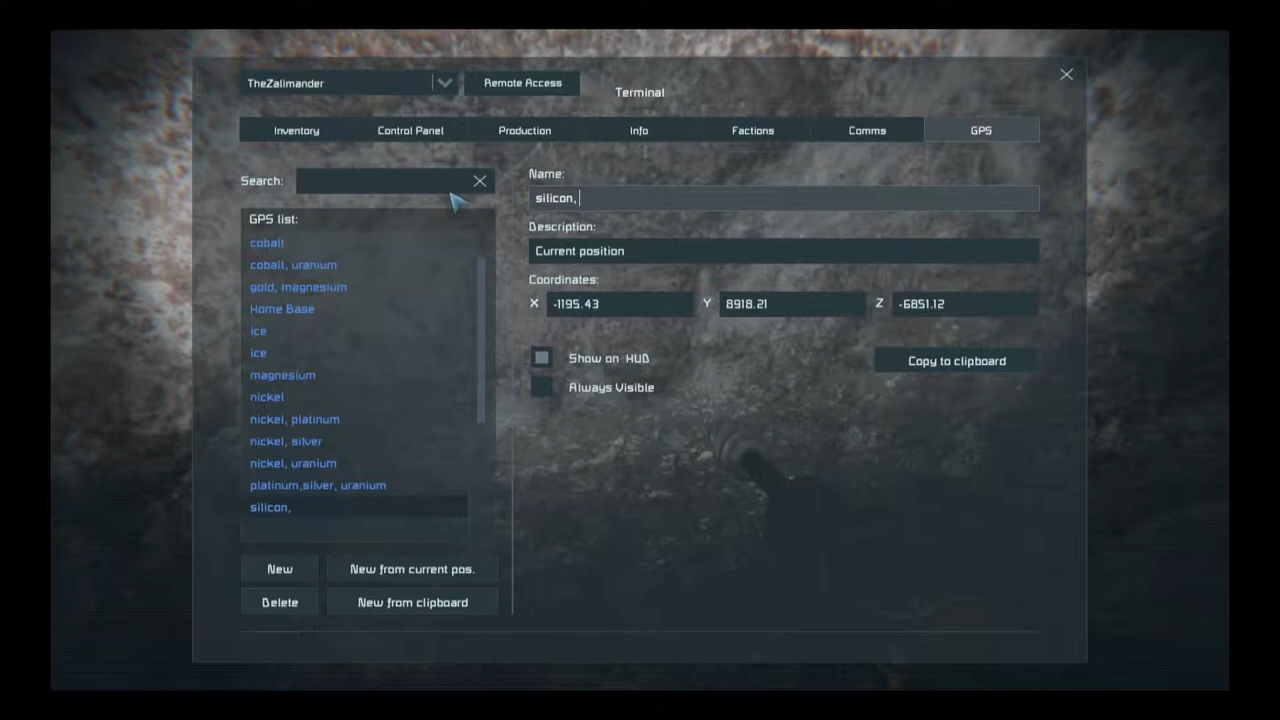 TheZalimander
Remote Access
Terminal
Inventory
Control Panel
Production
Info
Factions
Comms
GPS
Search:
GPS list:
cobalt
cobalt, uranium
gold, magnesium
Home Base
ice
ice
magnesium
nickel
nickel, platinum
nickel, silver
nickel, uranium
platinum,silver, uranium
silicon,
New
New from current pos.
Delete
New from clipboard
Name:
silicon,
Description:
Current position
Coordinates:
X -1195.43 Y 8918.21 Z -6851.12
Show on HUD
Copy to clipboard
Always Visible